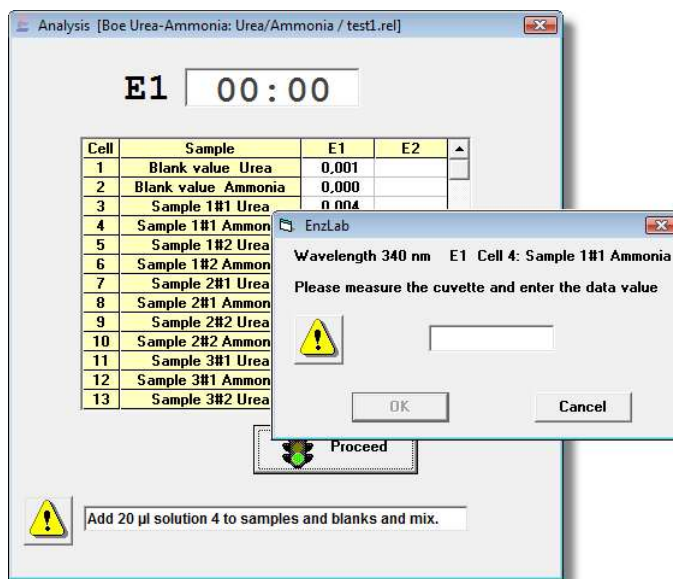 Analysis [Boe Urea-Ammonia: Urea/Ammonia / test1.rel]
E1 00:00
Cell Sample E1 E2
1 Blank value Urea 0,001
2 Blank value Ammonia 0,000
3 Sample 1#1 Urea 0,004
4 Sample 1#1 Ammon
5 Sample 1#2 Urea
6 Sample 1#2 Ammon
7 Sample 2#1 Urea
8 Sample 2#1 Ammon
9 Sample 2#2 Urea
10 Sample 2#2 Ammon
11 Sample 3#1 Urea
12 Sample 3#1 Ammon
13 Sample 3#2 Urea
EnzLab
Wavelength 340 nm E1 Cell 4: Sample 1#1 Ammonia
Please measure the cuvette and enter the data value
OK Cancel
Proceed
Add 20 µl solution 4 to samples and blanks and mix.